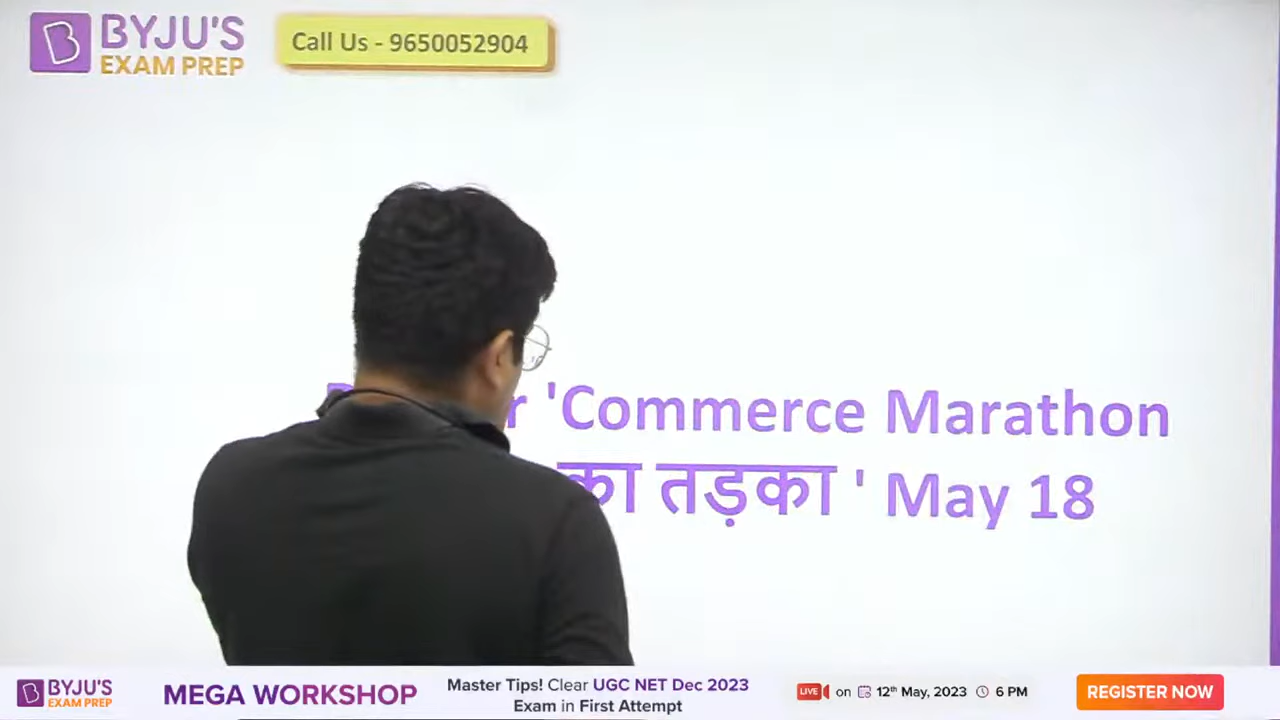 BYJU'S
EXAM PREP
Call Us - 9650052904
'Commerce Marathon
का तड़का ' May 18
BYJU'S
EXAM PREP
MEGA WORKSHOP
Master Tips! Clear UGC NET Dec 2023
Exam in First Attempt
LIVE on 12th May, 2023 6 PM
REGISTER NOW